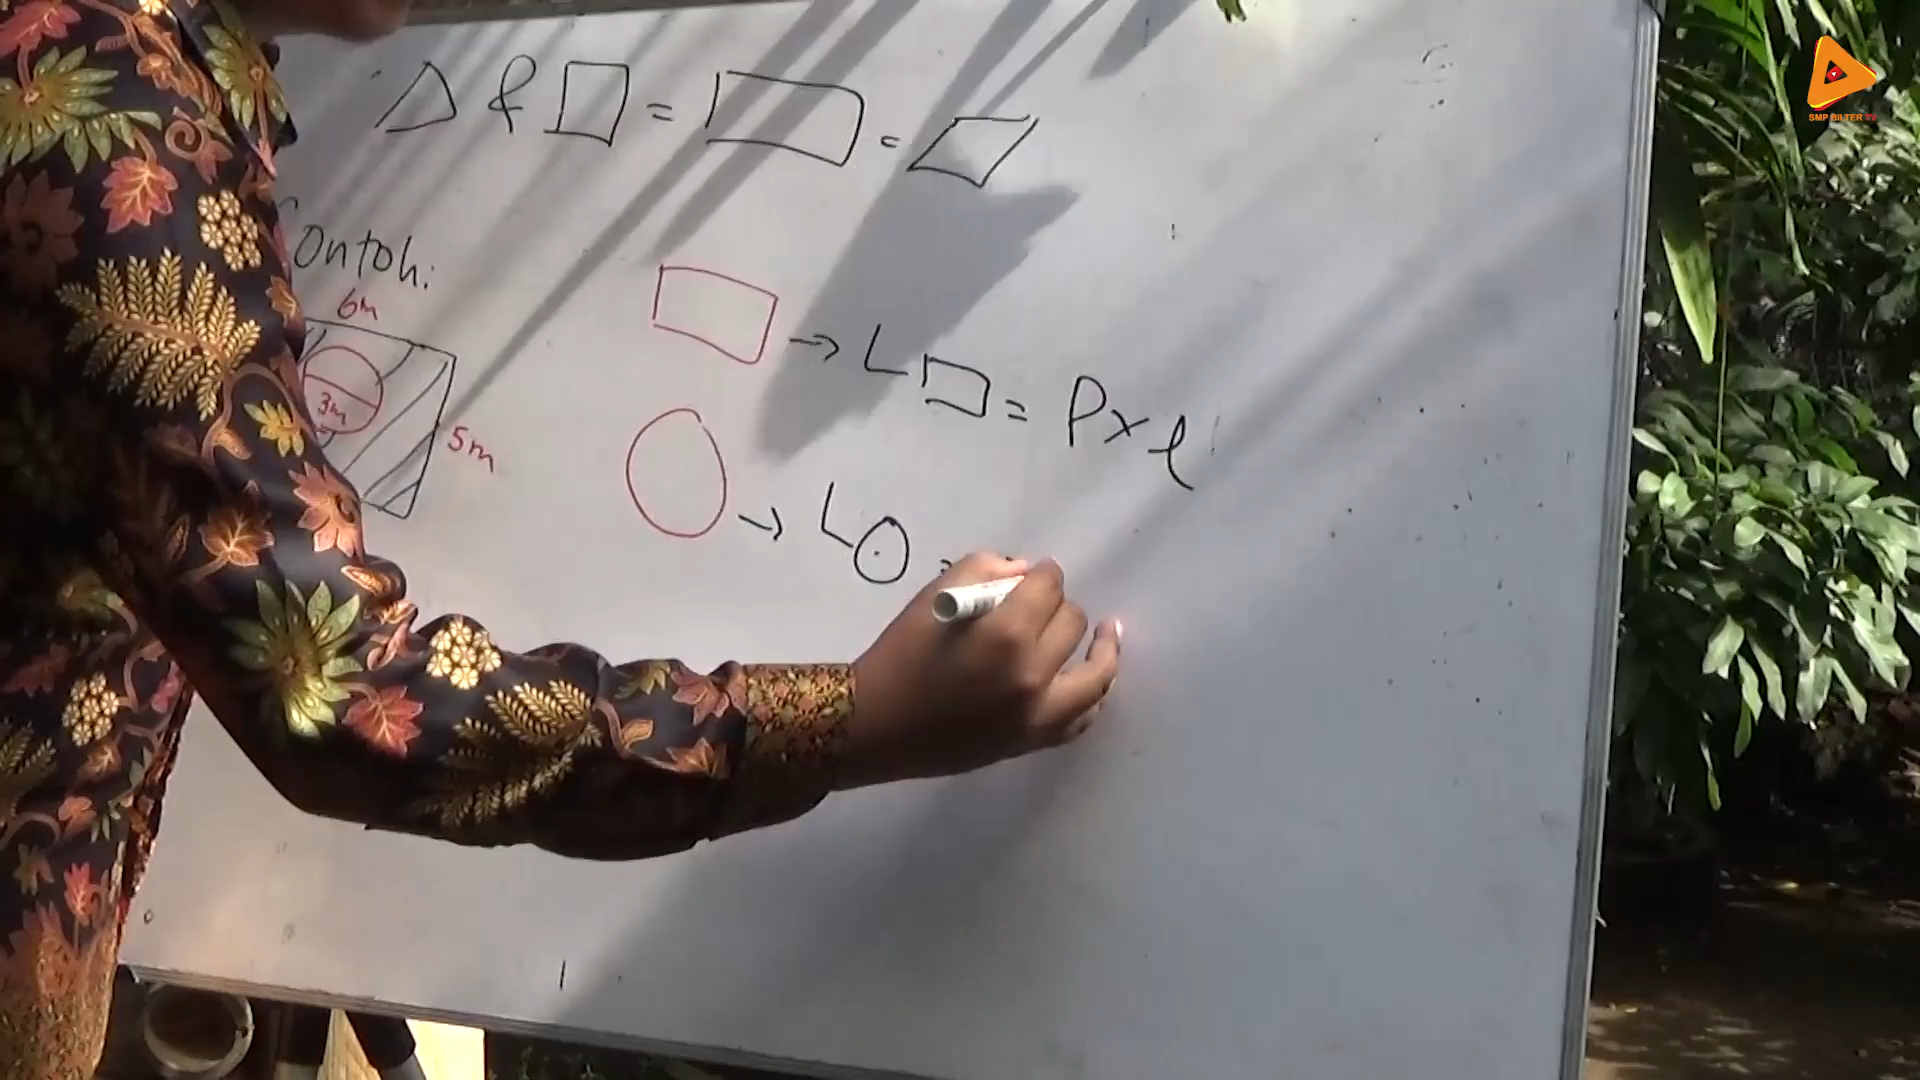 SMP BILTER TV
Δ & □ = ▭ = ▱
Contoh:
6m
3m
5m
→ L▭ = P x l
→ L○ =